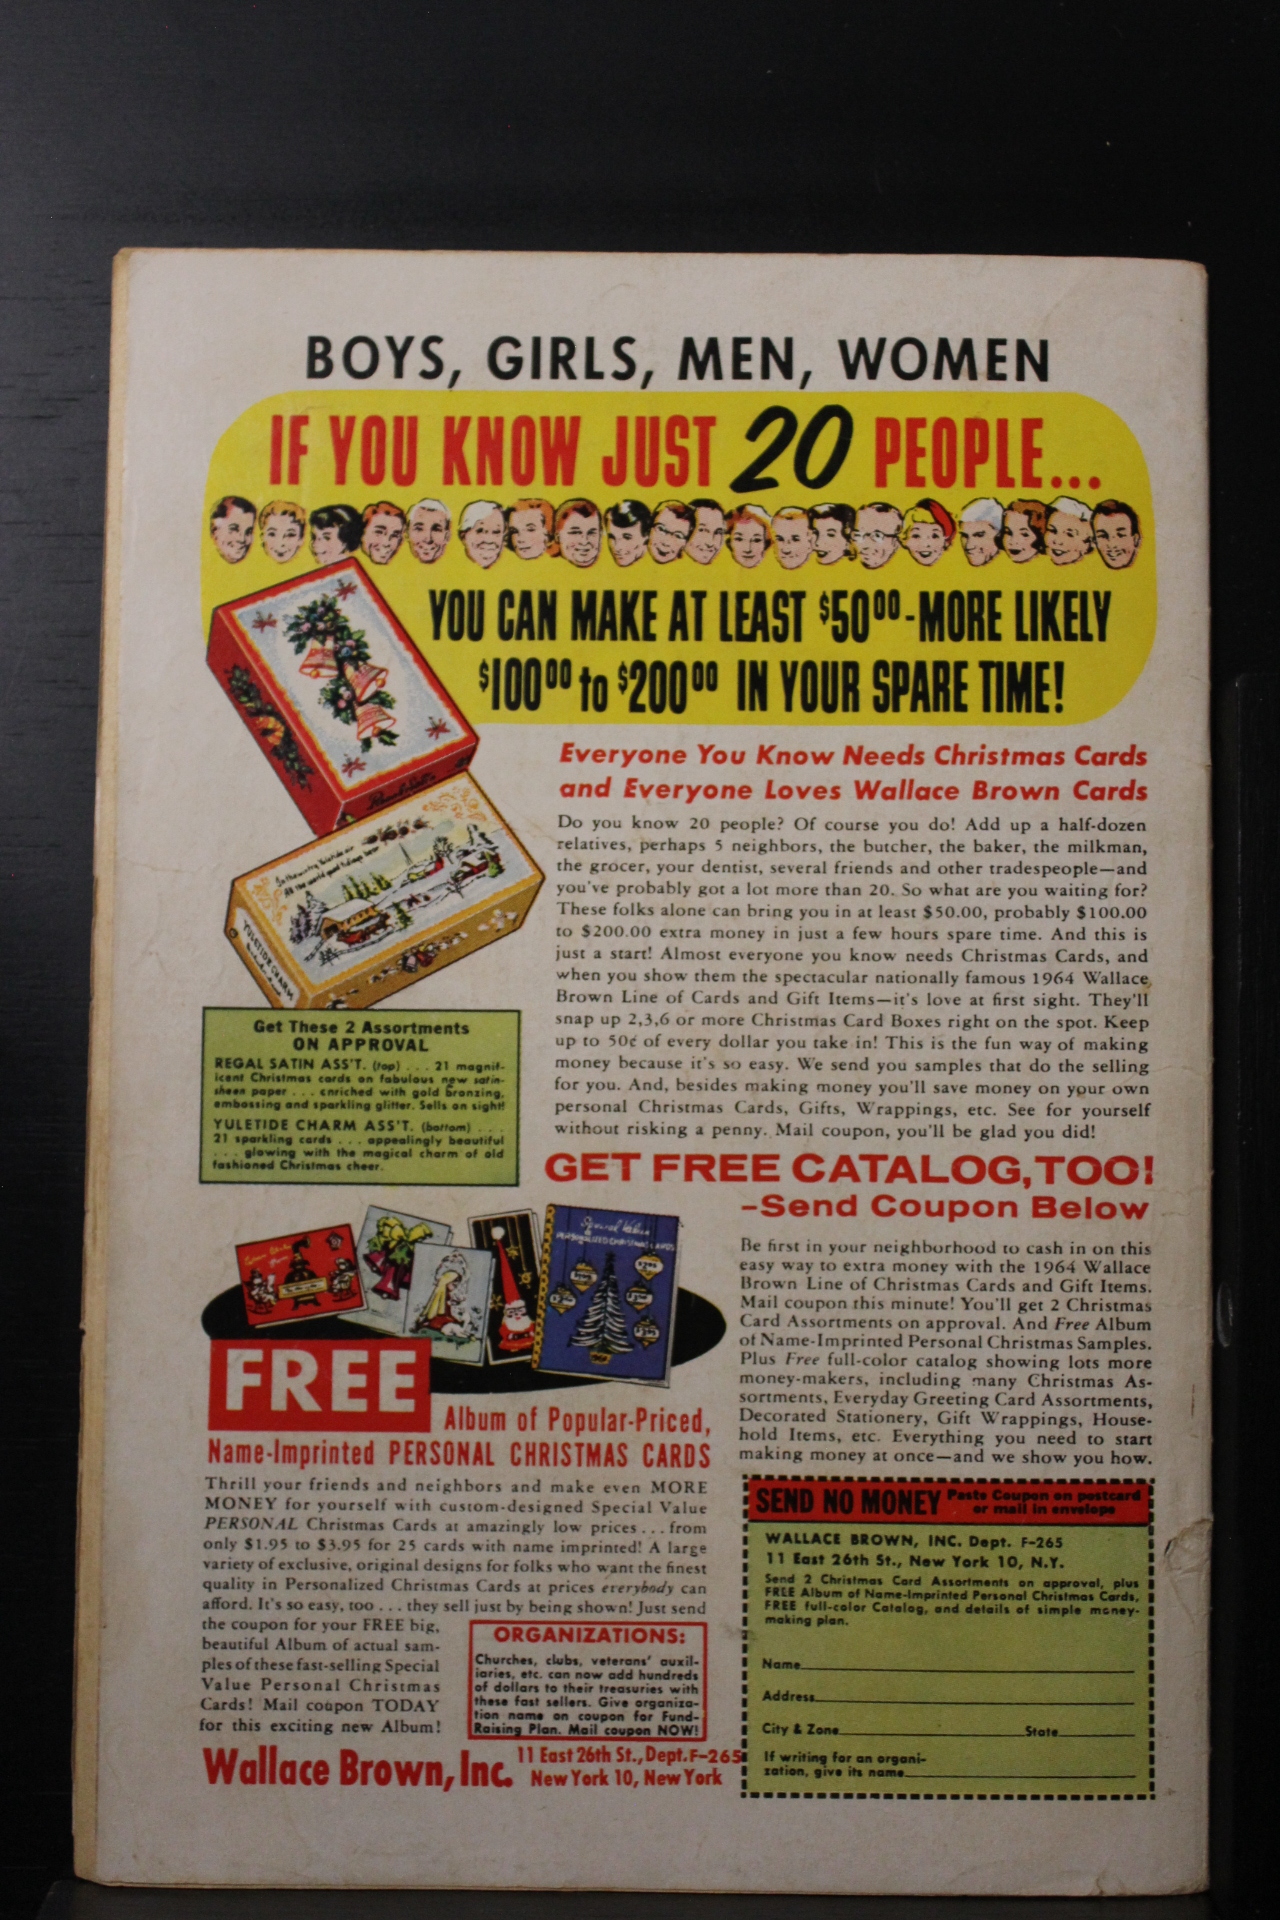 BOYS, GIRLS, MEN, WOMEN
IF YOU KNOW JUST 20 PEOPLE...
YOU CAN MAKE AT LEAST $50⁰⁰-MORE LIKELY
$100⁰⁰ to $200⁰⁰ IN YOUR SPARE TIME!
Everyone You Know Needs Christmas Cards
and Everyone Loves Wallace Brown Cards
Do you know 20 people? Of course you do! Add up a half-dozen
relatives, perhaps 5 neighbors, the butcher, the baker, the milkman,
the grocer, your dentist, several friends and other tradespeople—and
you've probably got a lot more than 20. So what are you waiting for?
These folks alone can bring you in at least $50.00, probably $100.00
to $200.00 extra money in just a few hours spare time. And this is
just a start! Almost everyone you know needs Christmas Cards, and
when you show them the spectacular nationally famous 1964 Wallace
Brown Line of Cards and Gift Items—it's love at first sight. They'll
snap up 2,3,6 or more Christmas Card Boxes right on the spot. Keep
up to 50¢ of every dollar you take in! This is the fun way of making
money because it's so easy. We send you samples that do the selling
for you. And, besides making money you'll save money on your own
personal Christmas Cards, Gifts, Wrappings, etc. See for yourself
without risking a penny. Mail coupon, you'll be glad you did!
All the world good tidings bear
YULETIDE CHARM
Get These 2 Assortments
ON APPROVAL
REGAL SATIN ASS'T. (top) . . . 21 magnif-
icent Christmas cards on fabulous new satin-
sheen paper . . . enriched with gold bronzing,
embossing and sparkling glitter. Sells on sight!
YULETIDE CHARM ASS'T. (bottom) . . .
21 sparkling cards . . . appealingly beautiful
. . . glowing with the magical charm of old
fashioned Christmas cheer.
GET FREE CATALOG, TOO!
-Send Coupon Below
Be first in your neighborhood to cash in on this
easy way to extra money with the 1964 Wallace
Brown Line of Christmas Cards and Gift Items.
Mail coupon this minute! You'll get 2 Christmas
Card Assortments on approval. And Free Album
of Name-Imprinted Personal Christmas Samples.
Plus Free full-color catalog showing lots more
money-makers, including many Christmas As-
sortments, Everyday Greeting Card Assortments,
Decorated Stationery, Gift Wrappings, House-
hold Items, etc. Everything you need to start
making money at once—and we show you how.
Special Value
PERSONALIZED CHRISTMAS CARDS
FREE
Album of Popular-Priced,
Name-Imprinted PERSONAL CHRISTMAS CARDS
Thrill your friends and neighbors and make even MORE
MONEY for yourself with custom-designed Special Value
PERSONAL Christmas Cards at amazingly low prices . . . from
only $1.95 to $3.95 for 25 cards with name imprinted! A large
variety of exclusive, original designs for folks who want the finest
quality in Personalized Christmas Cards at prices everybody can
afford. It's so easy, too . . . they sell just by being shown! Just send
the coupon for your FREE big,
beautiful Album of actual sam-
ples of these fast-selling Special
Value Personal Christmas
Cards! Mail coupon TODAY
for this exciting new Album!
ORGANIZATIONS:
Churches, clubs, veterans' auxil-
iaries, etc. can now add hundreds
of dollars to their treasuries with
these fast sellers. Give organiza-
tion name on coupon for Fund-
Raising Plan. Mail coupon NOW!
Wallace Brown, Inc. 11 East 26th St., Dept. F-265
New York 10, New York
SEND NO MONEY Paste Coupon on postcard
or mail in envelope
WALLACE BROWN, INC. Dept. F-265
11 East 26th St., New York 10, N.Y.
Send 2 Christmas Card Assortments on approval, plus
FREE Album of Name-Imprinted Personal Christmas Cards,
FREE full-color Catalog, and details of simple money-
making plan.
Name
Address
City & Zone State
If writing for an organi-
zation, give its name